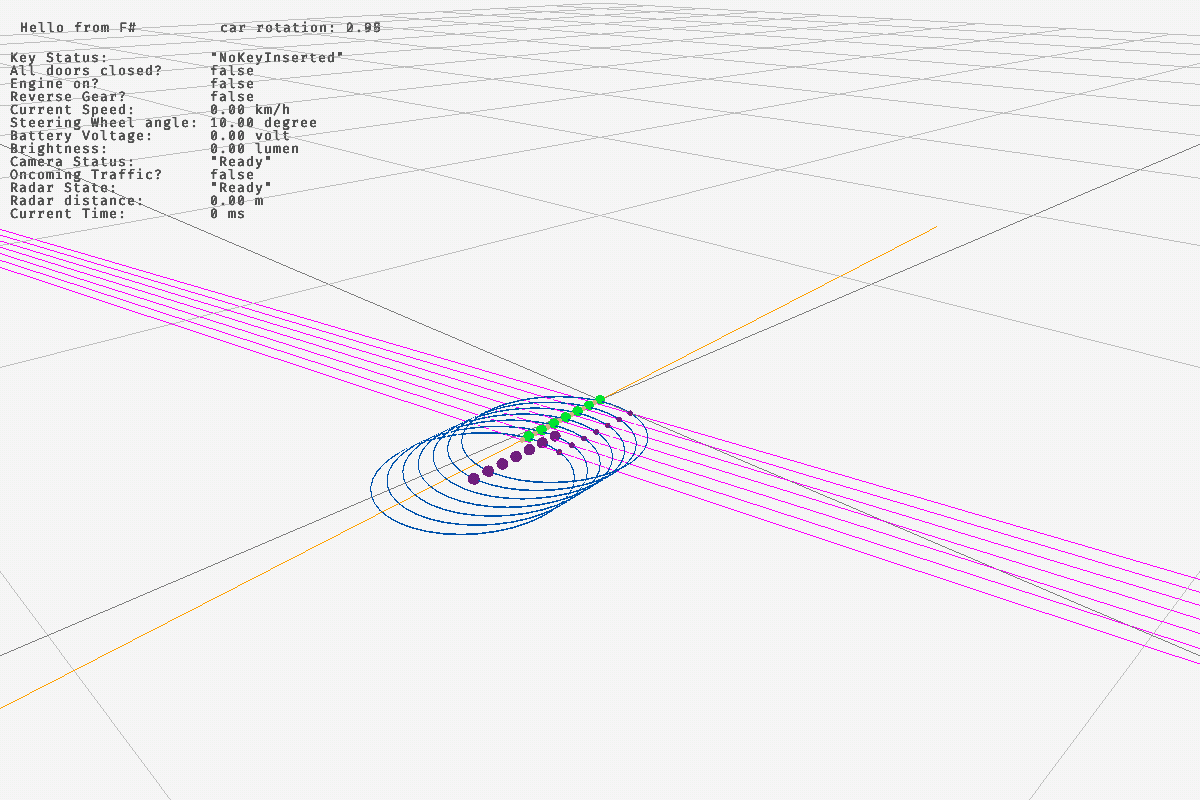 Hello from F# car rotation: 0.98
Key Status: "NoKeyInserted"
All doors closed? false
Engine on? false
Reverse Gear? false
Current Speed: 0.00 km/h
Steering Wheel angle: 10.00 degree
Battery Voltage: 0.00 volt
Brightness: 0.00 lumen
Camera Status: "Ready"
Oncoming Traffic? false
Radar State: "Ready"
Radar distance: 0.00 m
Current Time: 0 ms